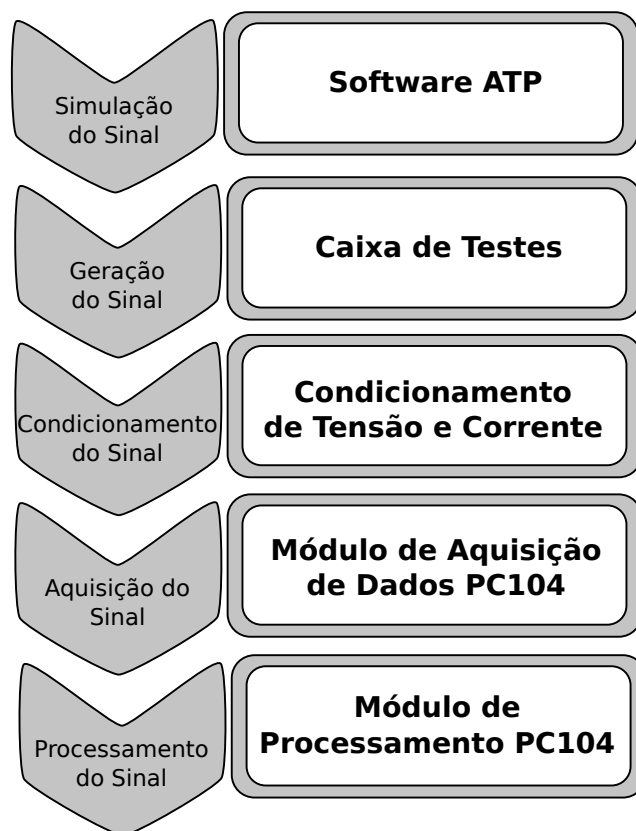 Simulação
do Sinal
Software ATP
Geração
do Sinal
Caixa de Testes
Condicionamento
do Sinal
Condicionamento
de Tensão e Corrente
Aquisição do
Sinal
Módulo de Aquisição
de Dados PC104
Processamento
do Sinal
Módulo de
Processamento PC104